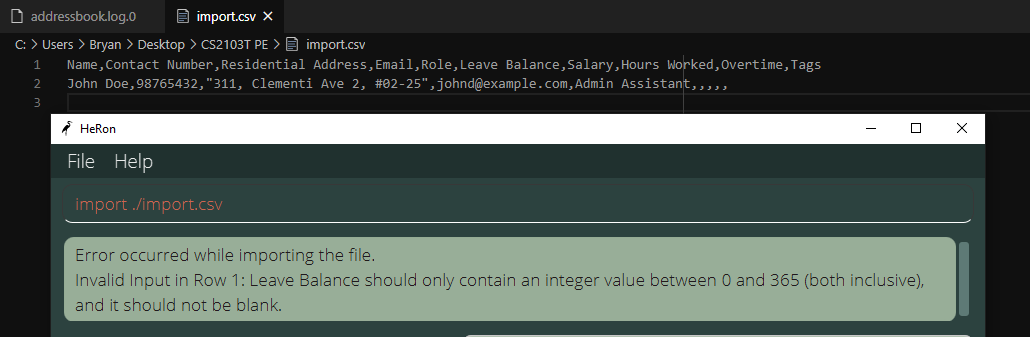 addressbook.log.0 import.csv
C: > Users > Bryan > Desktop > CS2103T PE > import.csv
1 Name,Contact Number,Residential Address,Email,Role,Leave Balance,Salary,Hours Worked,Overtime,Tags
2 John Doe,98765432,"311, Clementi Ave 2, #02-25",johnd@example.com,Admin Assistant,,,,,
3
HeRon
File Help
import ./import.csv
Error occurred while importing the file.
Invalid Input in Row 1: Leave Balance should only contain an integer value between 0 and 365 (both inclusive),
and it should not be blank.